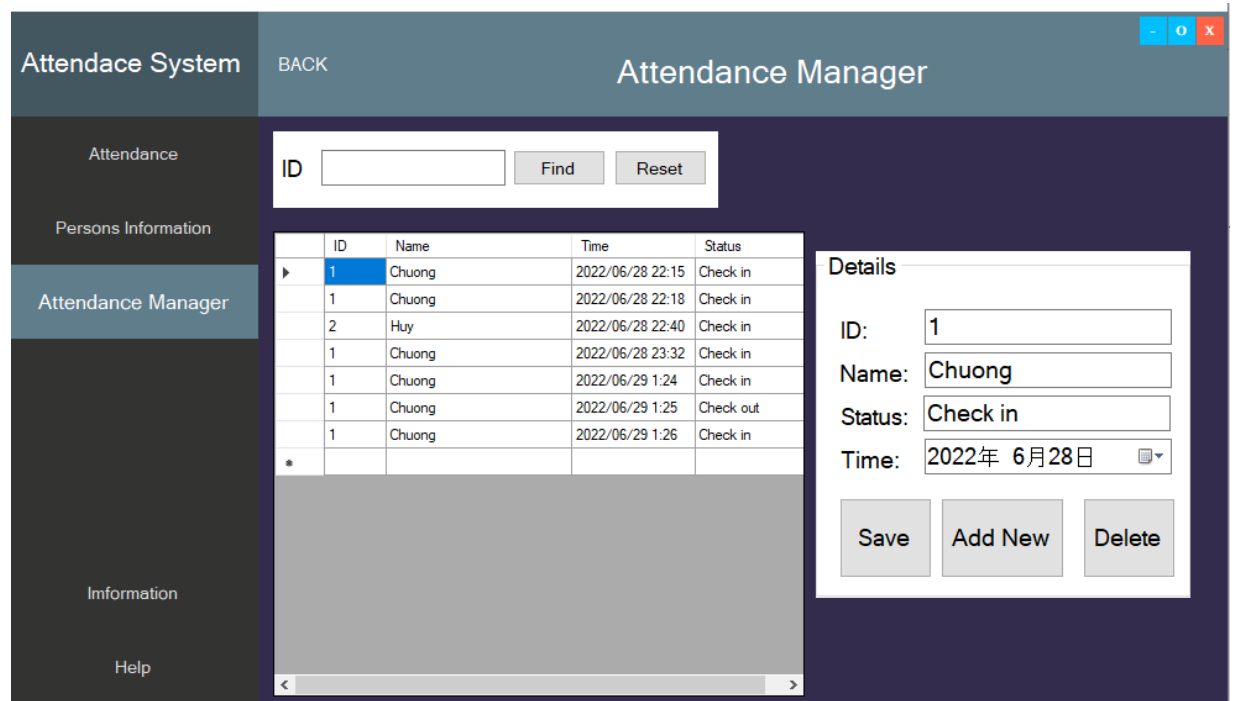 Attendace System
BACK
Attendance Manager
- O X
Attendance
Persons Information
Attendance Manager
Imformation
Help
ID Find Reset
ID Name Time Status
1 Chuong 2022/06/28 22:15 Check in
1 Chuong 2022/06/28 22:18 Check in
2 Huy 2022/06/28 22:40 Check in
1 Chuong 2022/06/28 23:32 Check in
1 Chuong 2022/06/29 1:24 Check in
1 Chuong 2022/06/29 1:25 Check out
1 Chuong 2022/06/29 1:26 Check in
Details
ID: 1
Name: Chuong
Status: Check in
Time: 2022年 6月28日
Save Add New Delete